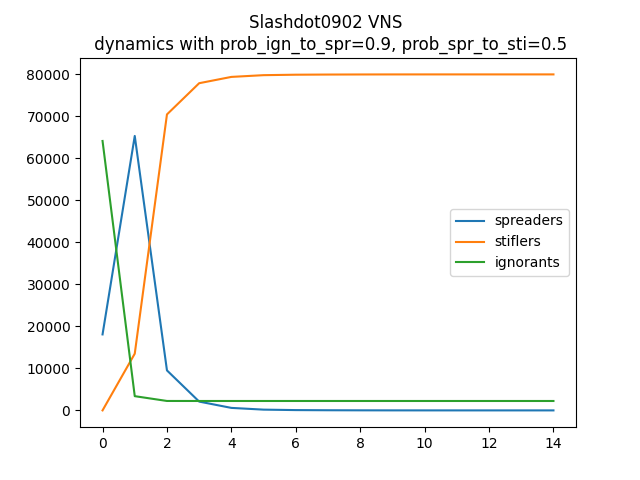 Slashdot0902 VNS
dynamics with prob_ign_to_spr=0.9, prob_spr_to_sti=0.5
80000
70000
60000
50000
40000
30000
20000
10000
0
spreaders
stiflers
ignorants
0 2 4 6 8 10 12 14